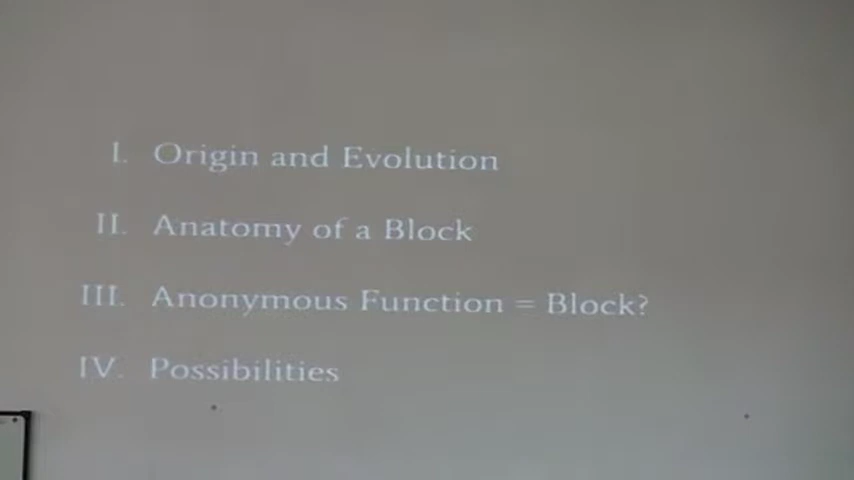 I. Origin and Evolution
II. Anatomy of a Block
III. Anonymous Function = Block?
IV. Possibilities